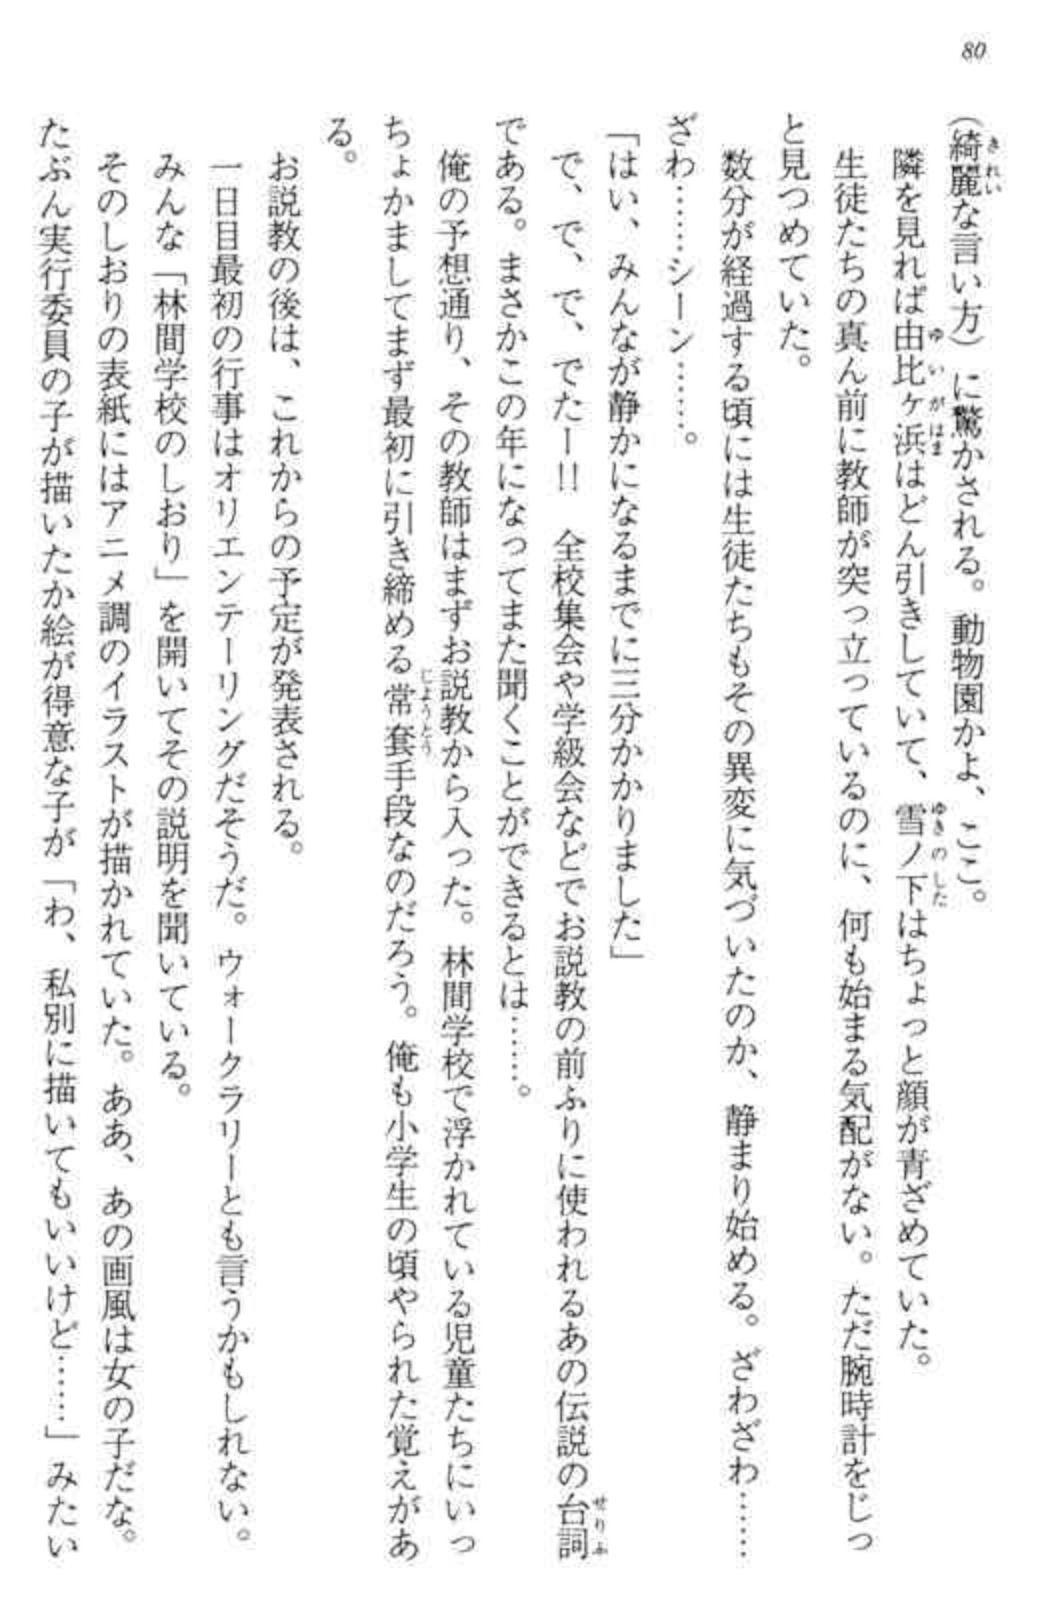 80
（綺麗な言い方）に驚かされる。動物園かよ、ここ。
隣を見れば由比ヶ浜はどん引きしていて、雪ノ下はちょっと顔が青ざめていた。
生徒たちの真ん前に教師が突っ立っているのに、何も始まる気配がない。ただ腕時計をじっ
と見つめていた。
数分が経過する頃には生徒たちもその異変に気づいたのか、静まり始める。ざわざわ……
ざわ……シーン……。
「はい、みんなが静かになるまでに三分かかりました」
で、で、で、でたー!!　全校集会や学級会などでお説教の前ふりに使われるあの伝説の台詞
である。まさかこの年になってまた聞くことができるとは……。
俺の予想通り、その教師はまずお説教から入った。林間学校で浮かれている児童たちにいっ
ちょかましてまず最初に引き締める常套手段なのだろう。俺も小学生の頃やられた覚えがあ
る。
お説教の後は、これからの予定が発表される。
一日目最初の行事はオリエンテーリングだそうだ。ウォークラリーとも言うかもしれない。
みんな「林間学校のしおり」を開いてその説明を聞いている。
そのしおりの表紙にはアニメ調のイラストが描かれていた。ああ、あの画風は女の子だな。
たぶん実行委員の子が描いたか絵が得意な子が「わ、私別に描いてもいいけど……」みたい